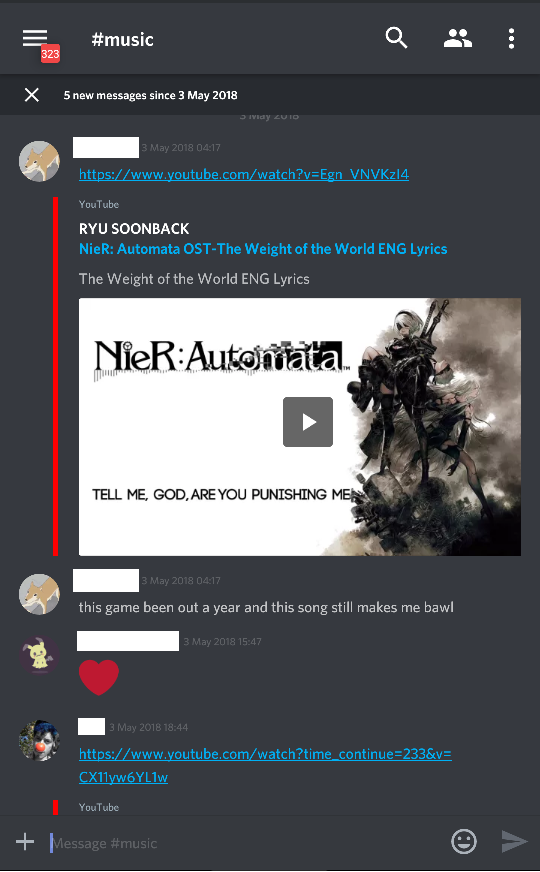 #music
323
5 new messages since 3 May 2018
3 May 2018
3 May 2018 04:17
https://www.youtube.com/watch?v=Egn_VNVKzI4
YouTube
RYU SOONBACK
NieR: Automata OST-The Weight of the World ENG Lyrics
The Weight of the World ENG Lyrics
NieR:Automata™
TELL ME, GOD, ARE YOU PUNISHING ME
3 May 2018 04:17
this game been out a year and this song still makes me bawl
3 May 2018 15:47
3 May 2018 18:44
https://www.youtube.com/watch?time_continue=233&v=
CX11yw6YL1w
YouTube
Message #music